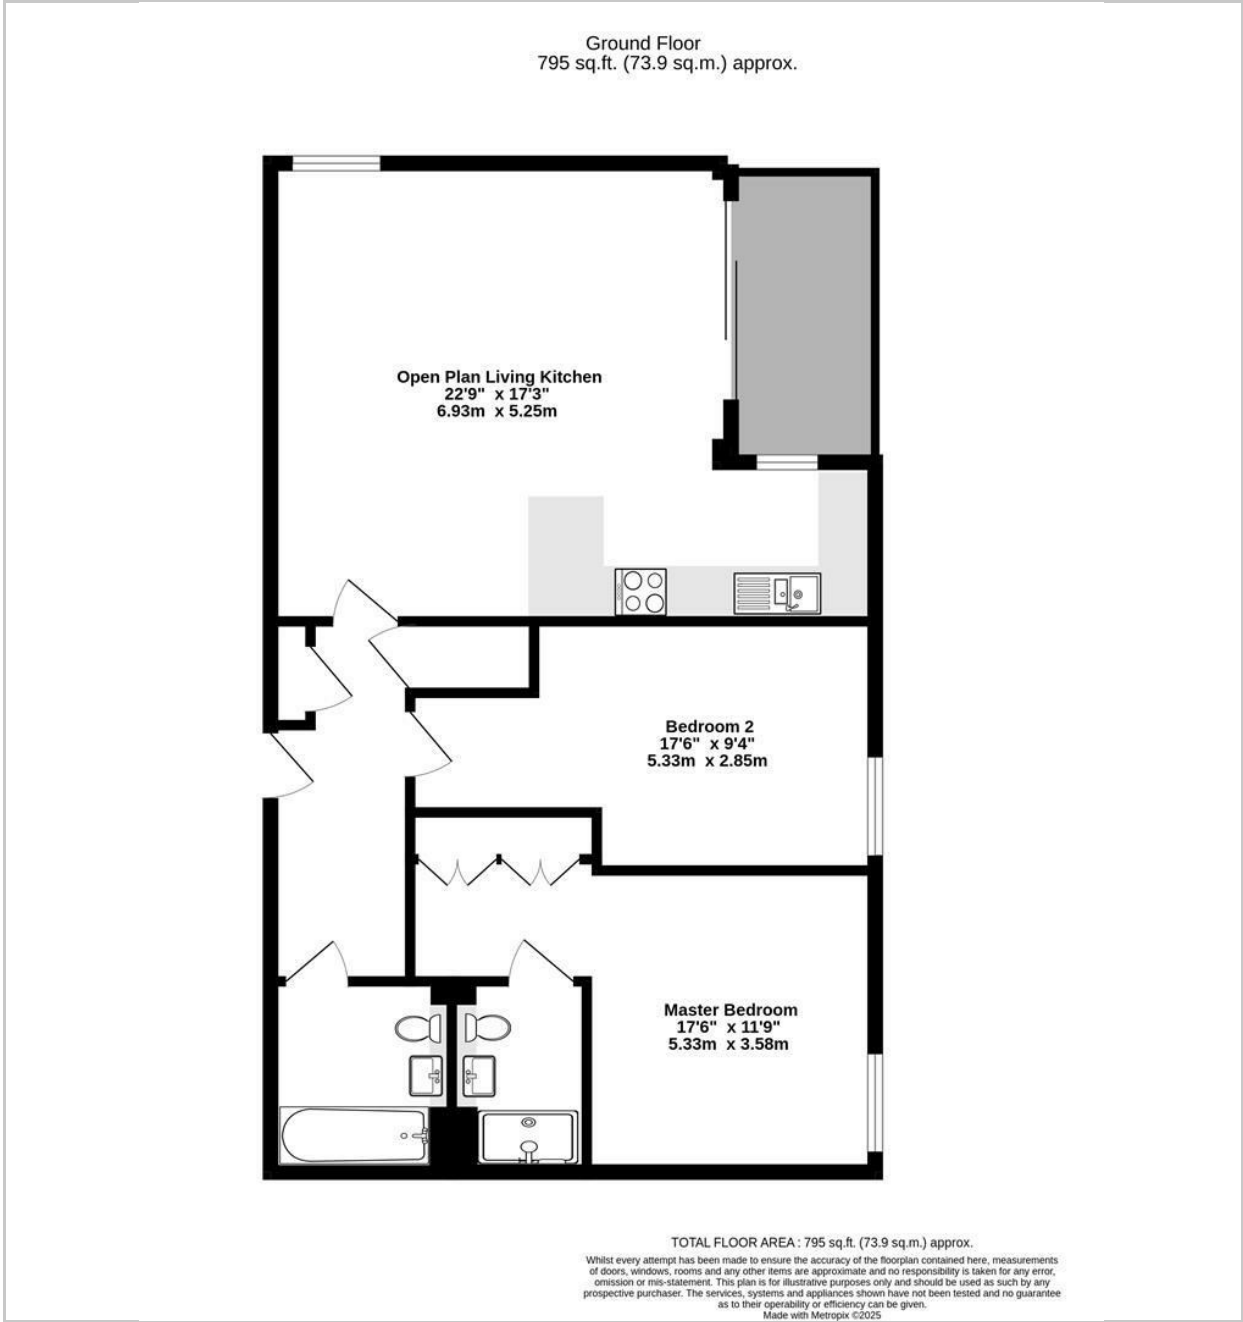 Ground Floor
795 sq.ft. (73.9 sq.m.) approx.
Open Plan Living Kitchen
22'9" x 17'3"
6.93m x 5.25m
Bedroom 2
17'6" x 9'4"
5.33m x 2.85m
Master Bedroom
17'6" x 11'9"
5.33m x 3.58m
TOTAL FLOOR AREA : 795 sq.ft. (73.9 sq.m.) approx.
Whilst every attempt has been made to ensure the accuracy of the floorplan contained here, measurements
of doors, windows, rooms and any other items are approximate and no responsibility is taken for any error,
omission or mis-statement. This plan is for illustrative purposes only and should be used as such by any
prospective purchaser. The services, systems and appliances shown have not been tested and no guarantee
as to their operability or efficiency can be given.
Made with Metropix ©2025